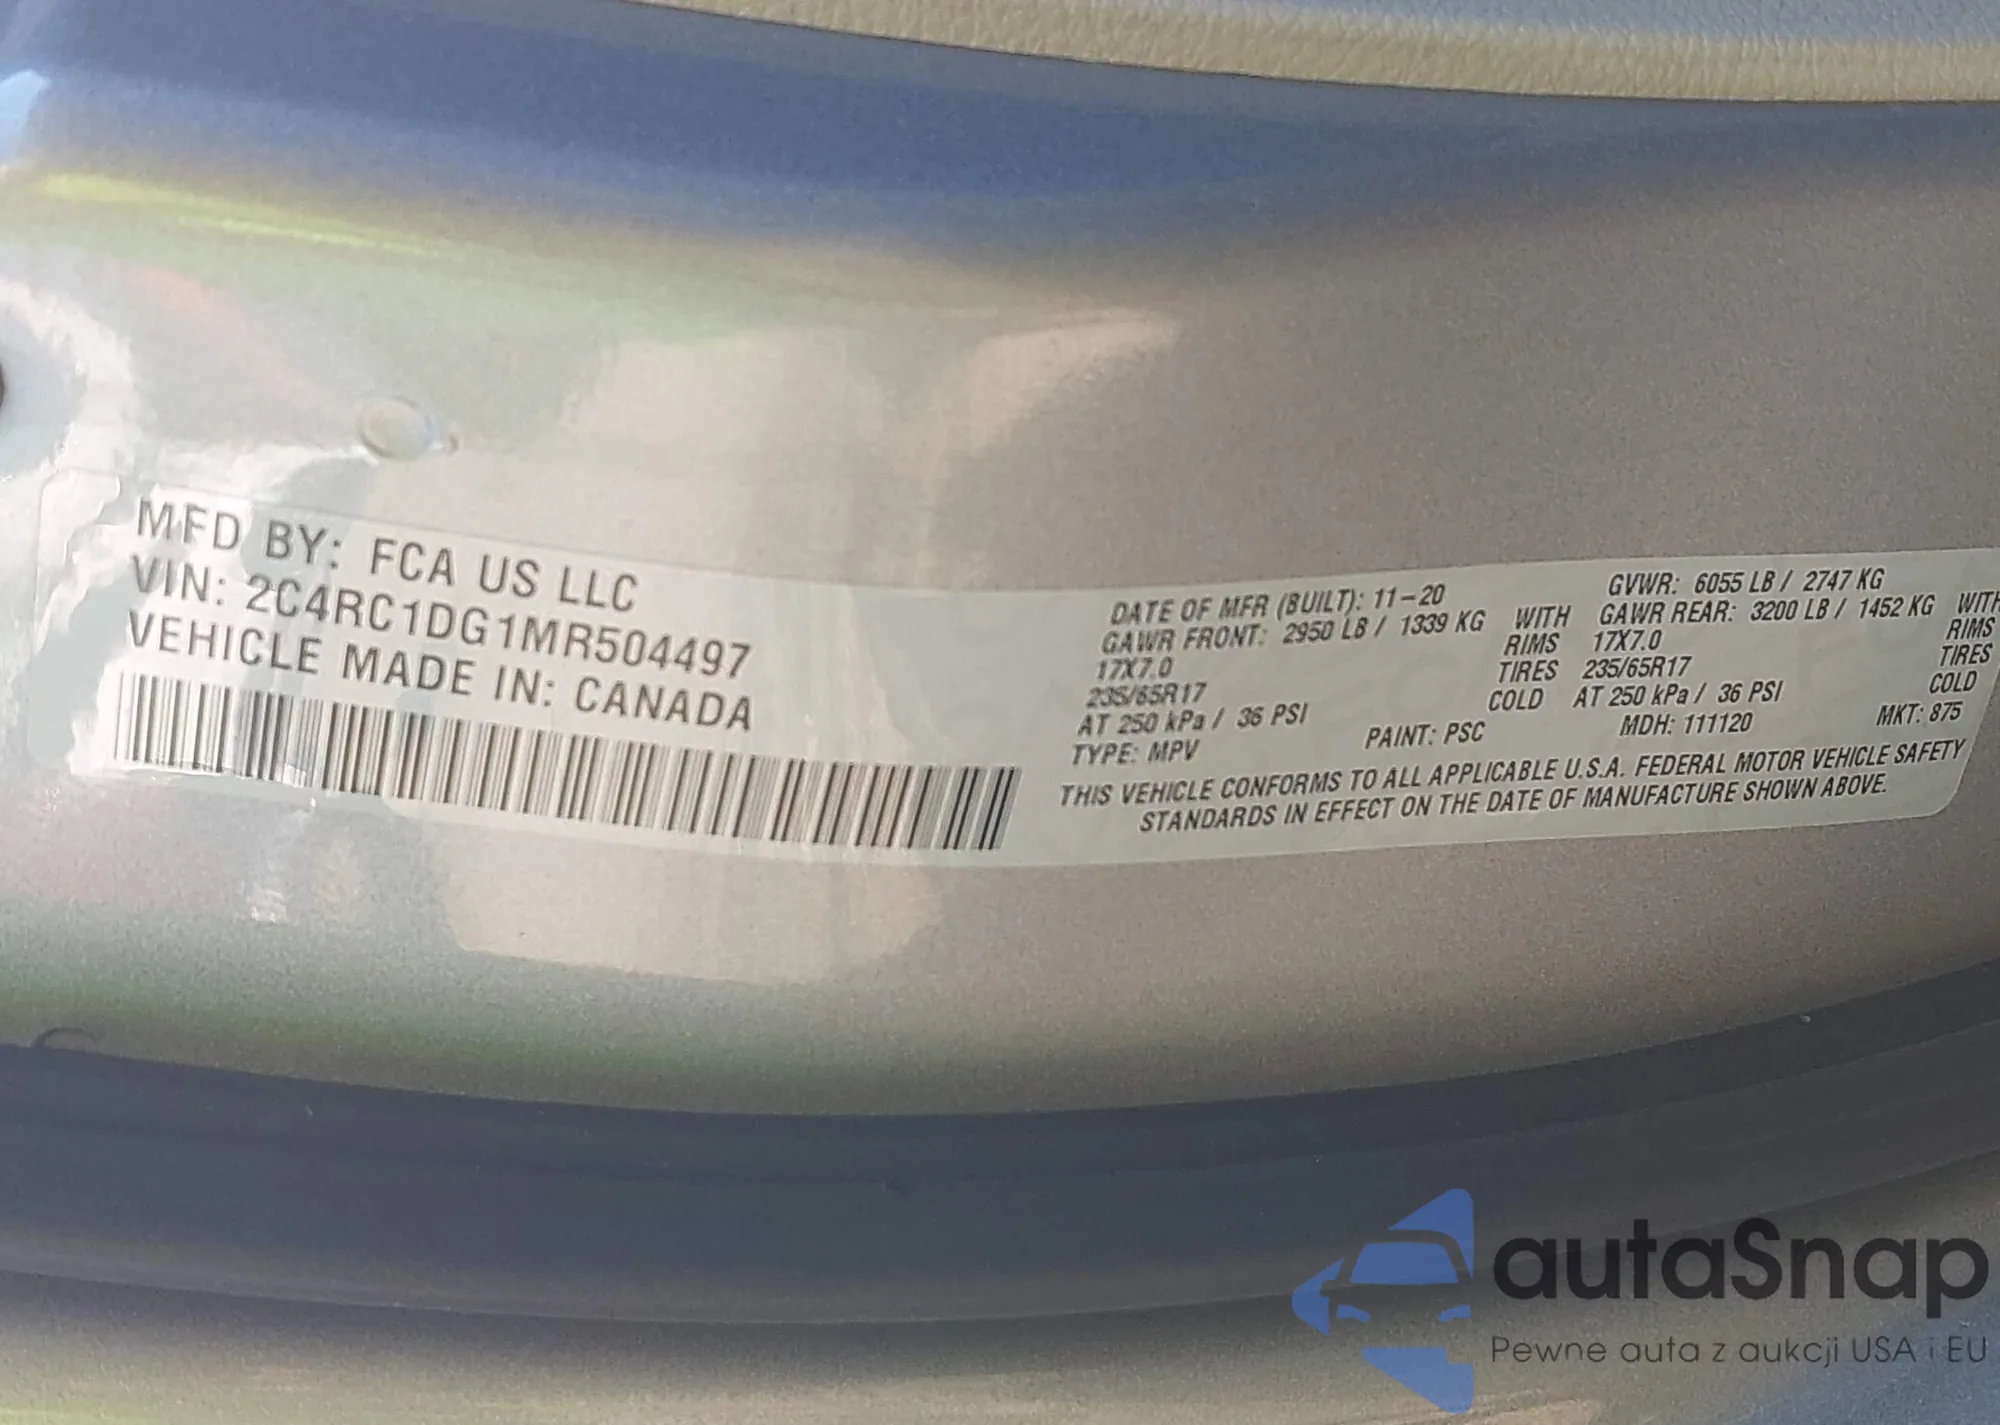 MFD BY: FCA US LLC
VIN: 2C4RC1DG1MR504497
VEHICLE MADE IN: CANADA
DATE OF MFR (BUILT): 11-20 GVWR: 6055 LB / 2747 KG
GAWR FRONT: 2950 LB / 1339 KG WITH GAWR REAR: 3200 LB / 1452 KG WITH
17X7.0 RIMS 17X7.0 RIMS
235/65R17 TIRES 235/65R17 TIRES
AT 250 kPa / 36 PSI COLD AT 250 kPa / 36 PSI COLD
TYPE: MPV PAINT: PSC MDH: 111120 MKT: 875
THIS VEHICLE CONFORMS TO ALL APPLICABLE U.S.A. FEDERAL MOTOR VEHICLE SAFETY
STANDARDS IN EFFECT ON THE DATE OF MANUFACTURE SHOWN ABOVE.
autaSnap
Pewne auta z aukcji USA i EU